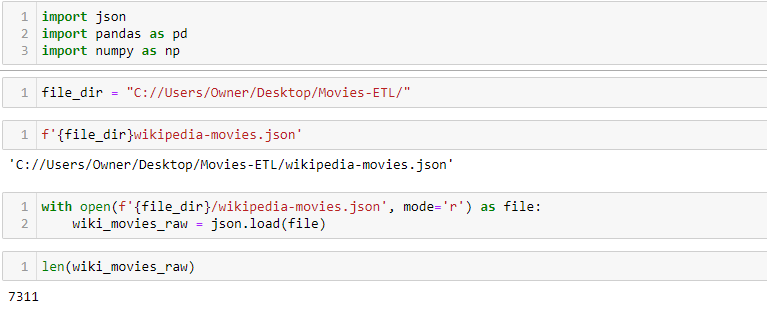 1 import json
2 import pandas as pd
3 import numpy as np
1 file_dir = "C://Users/Owner/Desktop/Movies-ETL/"
1 f'{file_dir}wikipedia-movies.json'
'C://Users/Owner/Desktop/Movies-ETL/wikipedia-movies.json'
1 with open(f'{file_dir}/wikipedia-movies.json', mode='r') as file:
2     wiki_movies_raw = json.load(file)
1 len(wiki_movies_raw)
7311